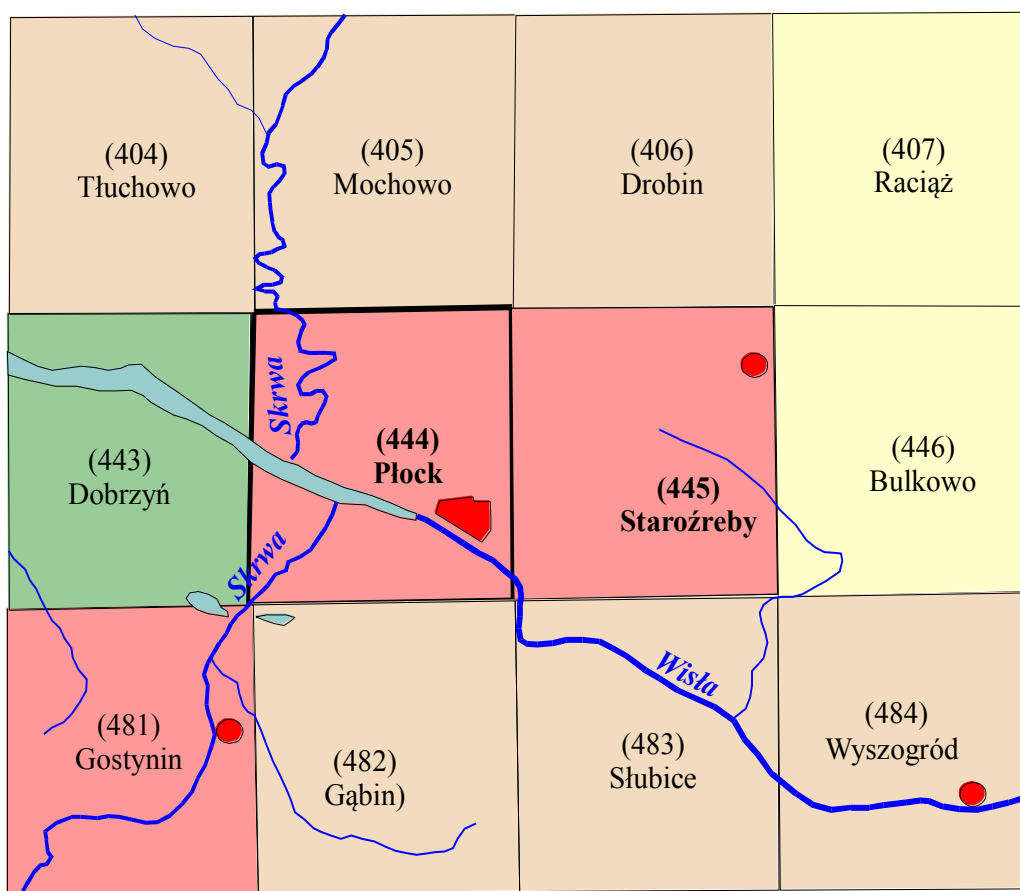 (404)
Tłuchowo
(405)
Mochowo
(406)
Drobin
(407)
Raciąż
Skrwa
(443)
Dobrzyń
(444)
Płock
(445)
Staroźreby
(446)
Bulkowo
Skrwa
Wisła
(481)
Gostynin
(482)
Gąbin)
(483)
Słubice
(484)
Wyszogród